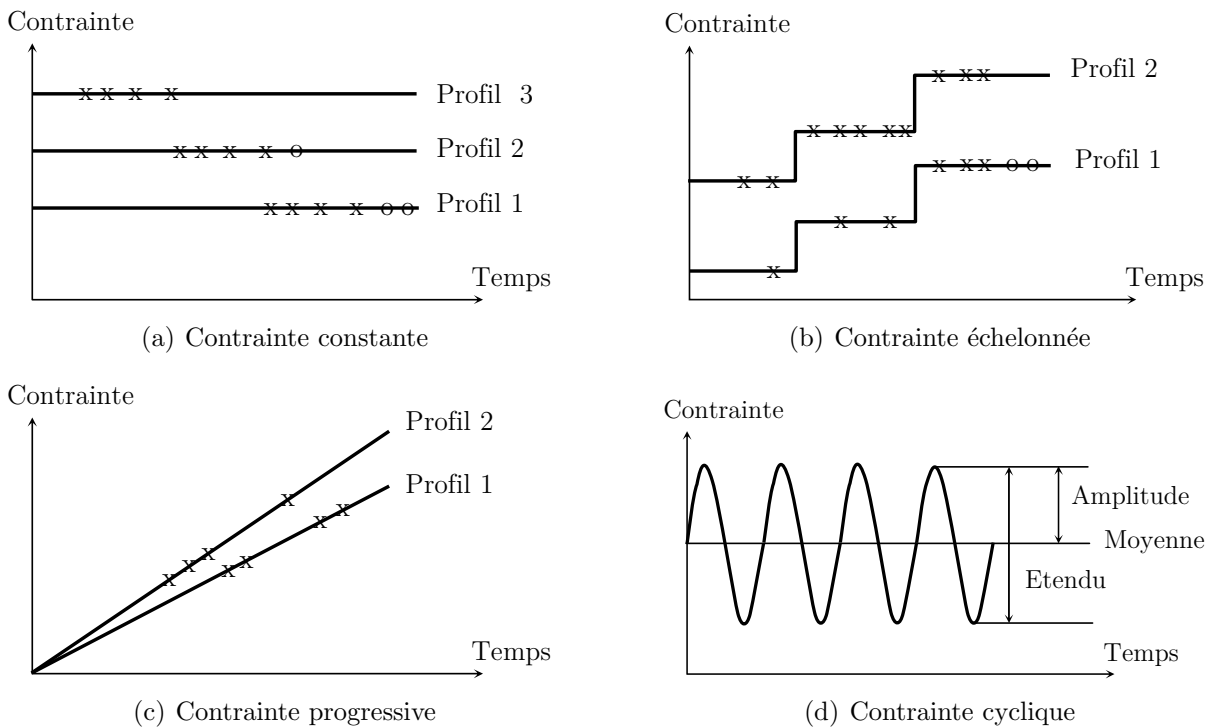 Contrainte
x x x x
Profil 3
x x x x o
Profil 2
x x x x o o
Profil 1
Temps
(a) Contrainte constante
Contrainte
x x x
Profil 2
x x x x x
x x
x x x o o
Profil 1
x x
x
Temps
(b) Contrainte échelonnée
Contrainte
Profil 2
Profil 1
x
x
x
x
x
x
x
x
Temps
(c) Contrainte progressive
Contrainte
Amplitude
Moyenne
Etendu
Temps
(d) Contrainte cyclique